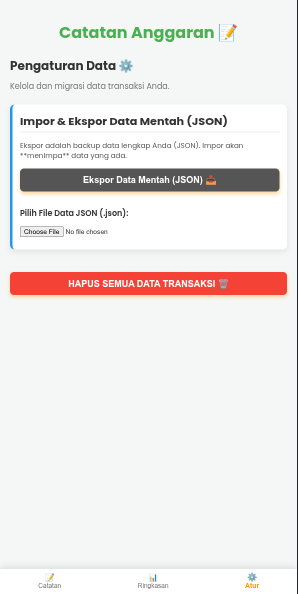 Catatan Anggaran 📝
Pengaturan Data ⚙️
Kelola dan migrasi data transaksi Anda.
Impor & Ekspor Data Mentah (JSON)
Ekspor adalah backup data lengkap Anda (JSON). Impor akan
**menimpa** data yang ada.
Ekspor Data Mentah (JSON) 📤
Pilih File Data JSON (.json):
Choose File No file chosen
HAPUS SEMUA DATA TRANSAKSI 🗑️
📝 📊 ⚙️
Catatan Ringkasan Atur